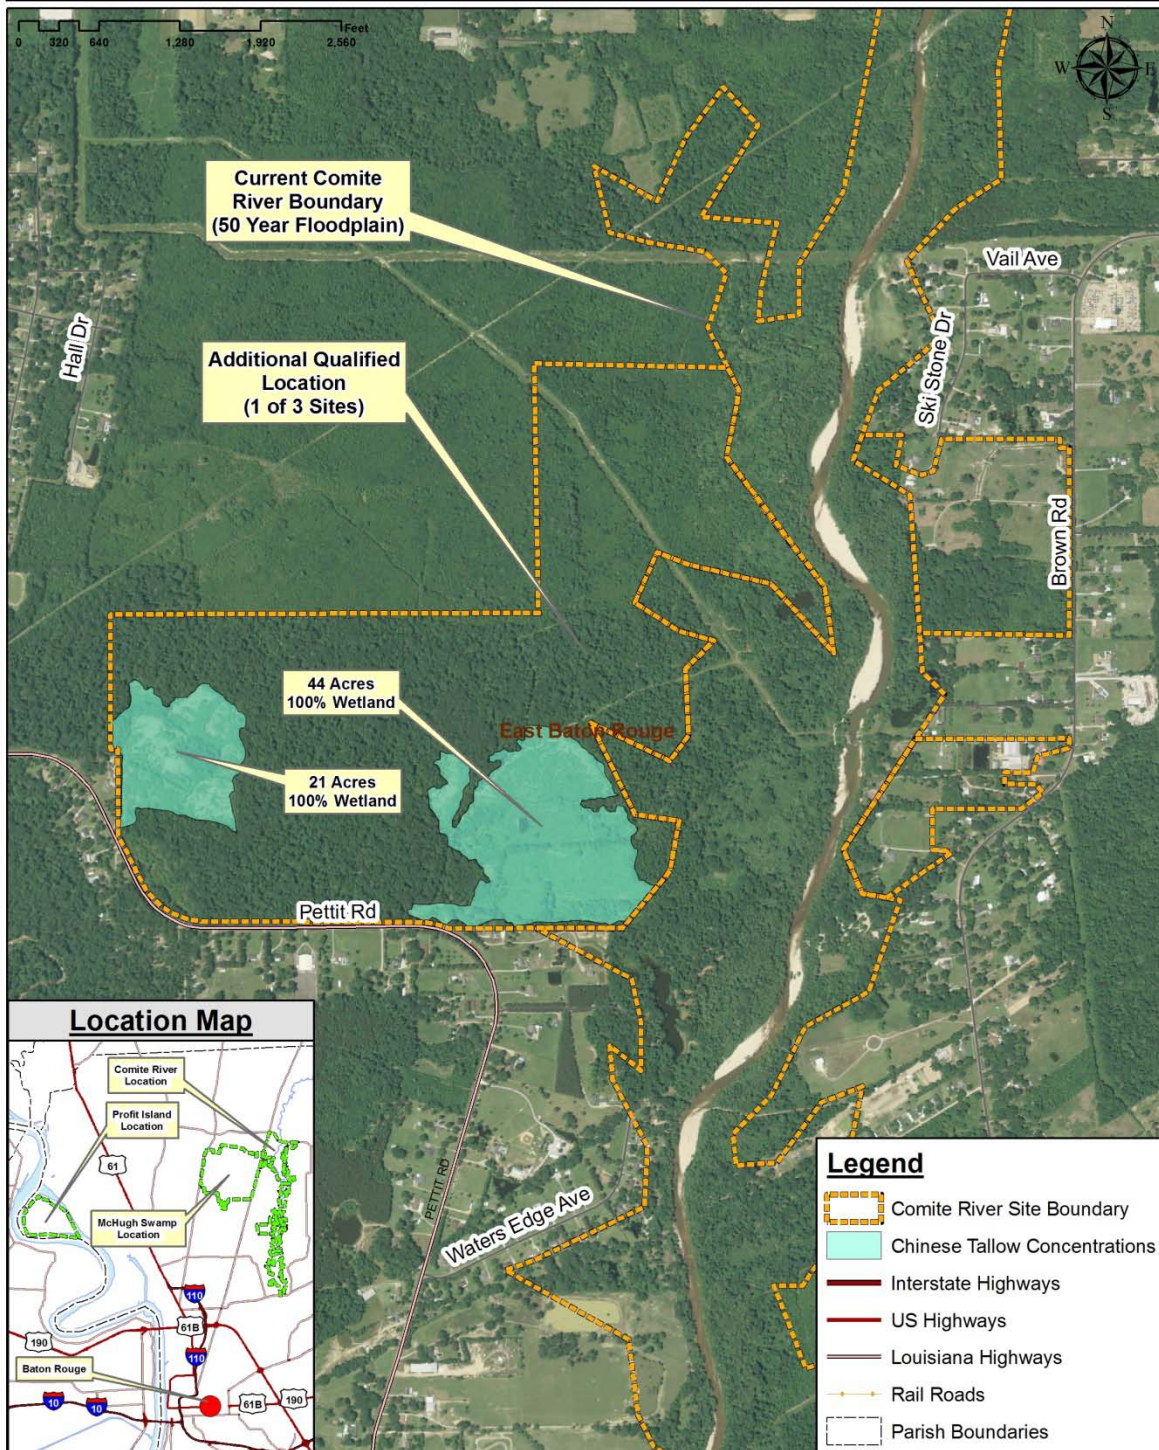 Feet
0 320 640 1,280 1,920 2,560
N
W E
S
Current Comite
River Boundary
(50 Year Floodplain)
Vail Ave
Hall Dr
Ski Stone Dr
Additional Qualified
Location
(1 of 3 Sites)
Brown Rd
44 Acres
100% Wetland
East Baton Rouge
21 Acres
100% Wetland
Pettit Rd
PETTIT RD
Waters Edge Ave
Location Map
Comite River
Location
Profit Island
Location
61
McHugh Swamp
Location
110
61B
190
110
Baton Rouge
10
10
61B
190
Legend
Comite River Site Boundary
Chinese Tallow Concentrations
Interstate Highways
US Highways
Louisiana Highways
Rail Roads
Parish Boundaries